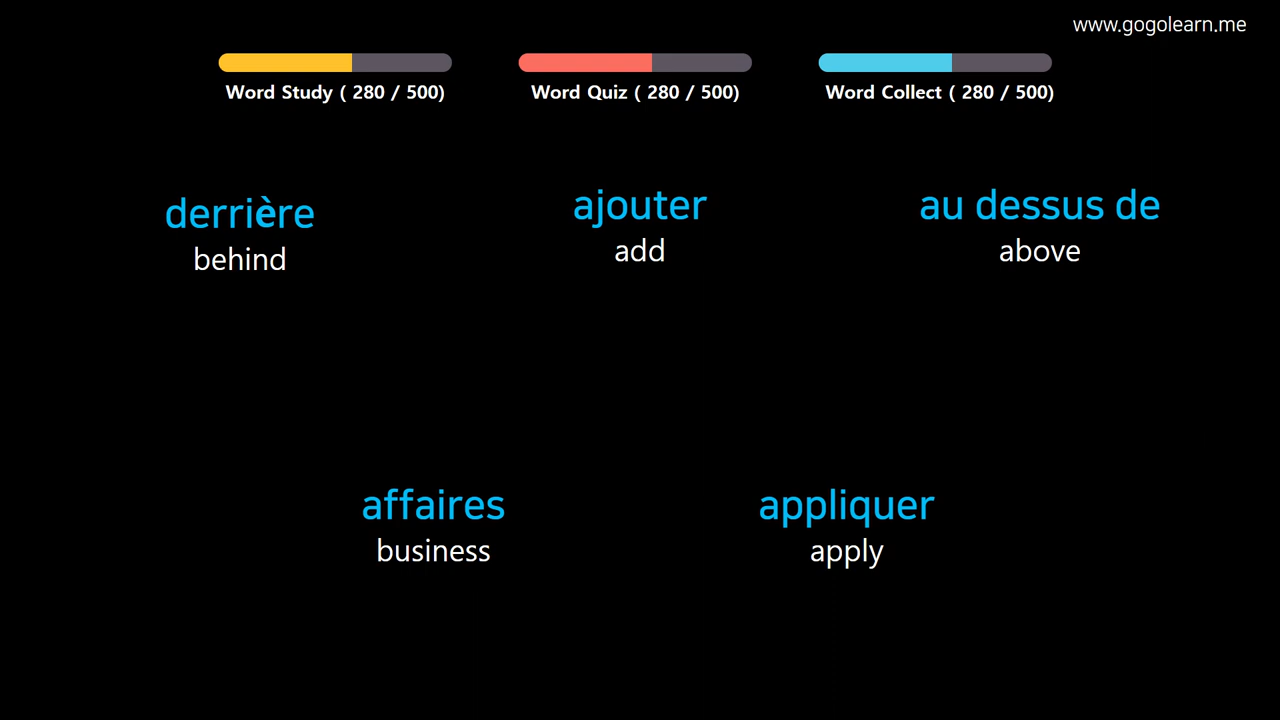 www.gogolearn.me
Word Study ( 280 / 500)
Word Quiz ( 280 / 500)
Word Collect ( 280 / 500)
derrière
behind
ajouter
add
au dessus de
above
affaires
business
appliquer
apply